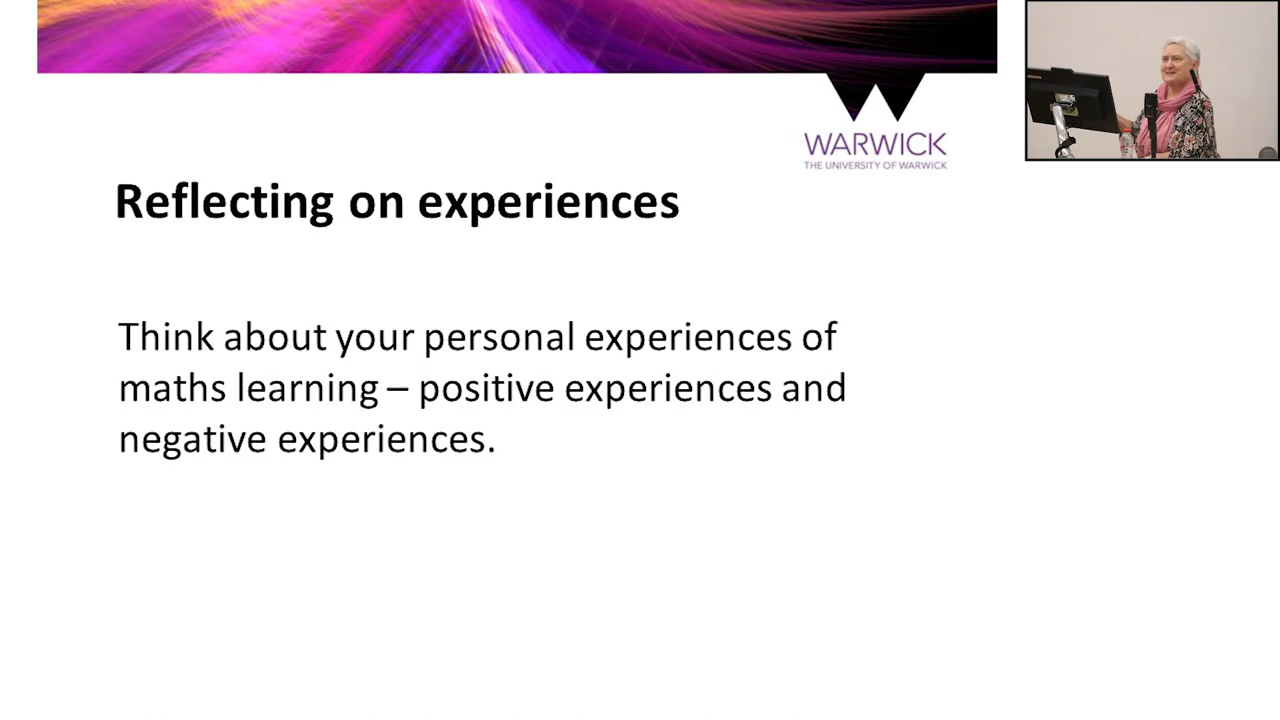 WARWICK
THE UNIVERSITY OF WARWICK
Reflecting on experiences
Think about your personal experiences of
maths learning – positive experiences and
negative experiences.